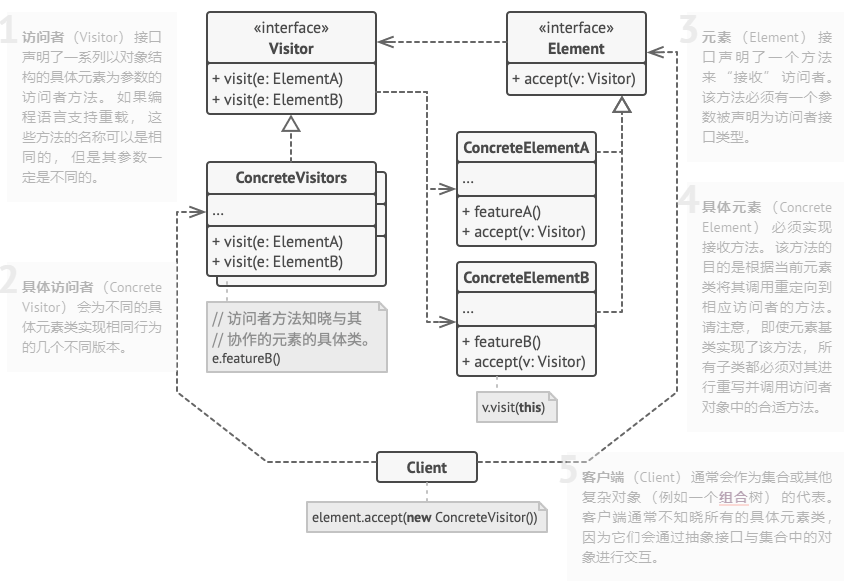 1
访问者（Visitor）接口
声明了一系列以对象结
构的具体元素为参数的
访问者方法。如果编
程语言支持重载，这
些方法的名称可以是相
同的，但是其参数一
定是不同的。
«interface»
Visitor
+ visit(e: ElementA)
+ visit(e: ElementB)
«interface»
Element
+ accept(v: Visitor)
3
元素（Element）接
口声明了一个方法
来“接收”访问者。
该方法必须有一个参
数被声明为访问者接
口类型。
ConcreteVisitors
...
+ visit(e: ElementA)
+ visit(e: ElementB)
ConcreteElementA
...
+ featureA()
+ accept(v: Visitor)
4
具体元素（Concrete
Element）必须实现
接收方法。该方法的
目的是根据当前元素
类将其调用重定向到
相应访问者的方法。
请注意，即使元素基
类实现了该方法，所
有子类都必须对其进
行重写并调用访问者
对象中的合适方法。
2
具体访问者（Concrete
Visitor）会为不同的具
体元素类实现相同行为
的几个不同版本。
// 访问者方法知晓与其
// 协作的元素的具体类。
e.featureB()
ConcreteElementB
...
+ featureB()
+ accept(v: Visitor)
v.visit(this)
Client
element.accept(new ConcreteVisitor())
5
客户端（Client）通常会作为集合或其他
复杂对象（例如一个组合树）的代表。
客户端通常不知晓所有的具体元素类，
因为它们会通过抽象接口与集合中的对
象进行交互。